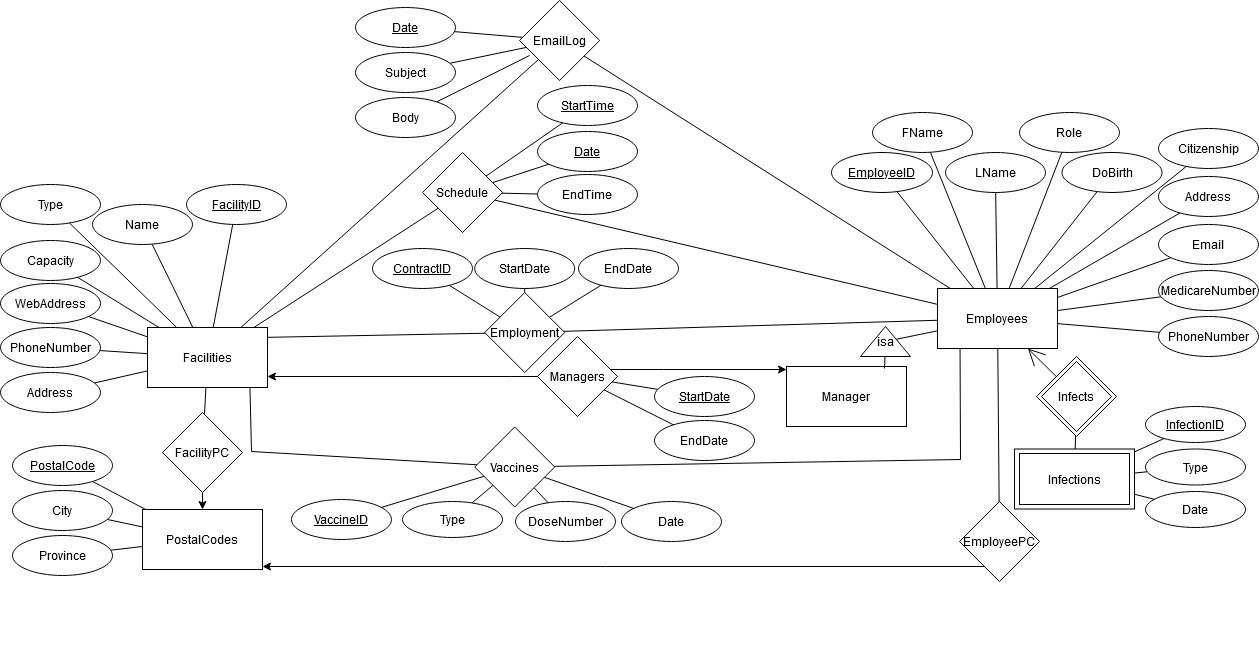 Date
EmailLog
Subject
Body
StartTime
Date
EndTime
Schedule
FName
Role
EmployeeID
LName
DoBirth
Citizenship
Address
Email
MedicareNumber
PhoneNumber
Type
Name
FacilityID
Capacity
WebAddress
PhoneNumber
Address
ContractID
StartDate
EndDate
Employment
Employees
isa
Facilities
Managers
Manager
StartDate
EndDate
Infects
InfectionID
Type
Date
Infections
FacilityPC
Vaccines
PostalCode
City
Province
PostalCodes
VaccineID
Type
DoseNumber
Date
EmployeePC